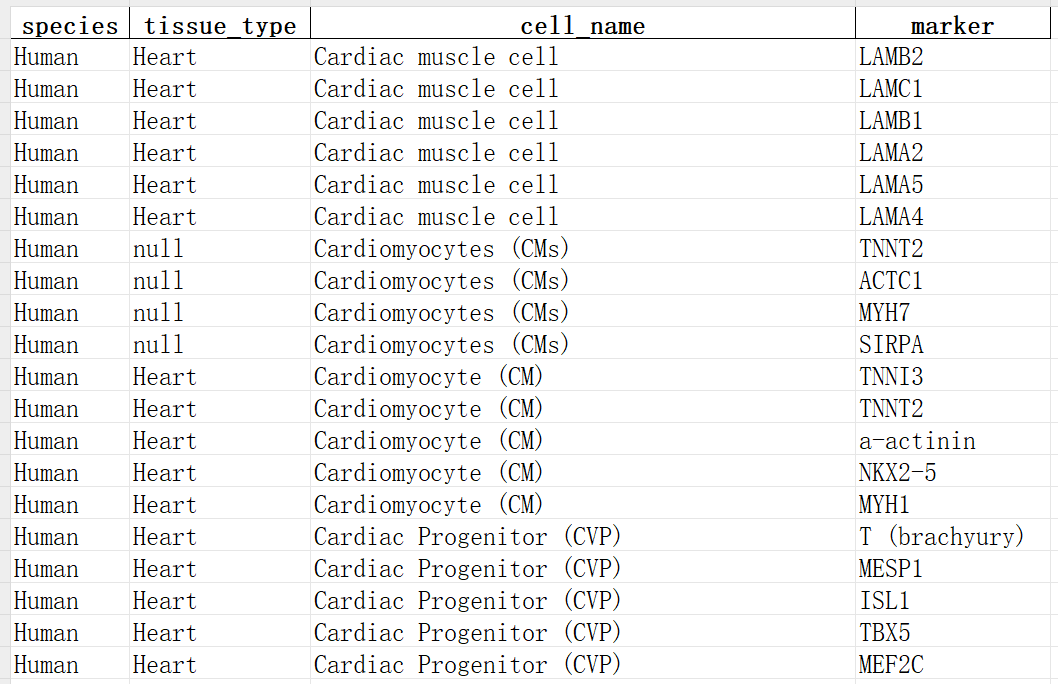 species tissue_type cell_name marker
Human Heart Cardiac muscle cell LAMB2
Human Heart Cardiac muscle cell LAMC1
Human Heart Cardiac muscle cell LAMB1
Human Heart Cardiac muscle cell LAMA2
Human Heart Cardiac muscle cell LAMA5
Human Heart Cardiac muscle cell LAMA4
Human null Cardiomyocytes (CMs) TNNT2
Human null Cardiomyocytes (CMs) ACTC1
Human null Cardiomyocytes (CMs) MYH7
Human null Cardiomyocytes (CMs) SIRPA
Human Heart Cardiomyocyte (CM) TNNI3
Human Heart Cardiomyocyte (CM) TNNT2
Human Heart Cardiomyocyte (CM) a-actinin
Human Heart Cardiomyocyte (CM) NKX2-5
Human Heart Cardiomyocyte (CM) MYH1
Human Heart Cardiac Progenitor (CVP) T (brachyury)
Human Heart Cardiac Progenitor (CVP) MESP1
Human Heart Cardiac Progenitor (CVP) ISL1
Human Heart Cardiac Progenitor (CVP) TBX5
Human Heart Cardiac Progenitor (CVP) MEF2C